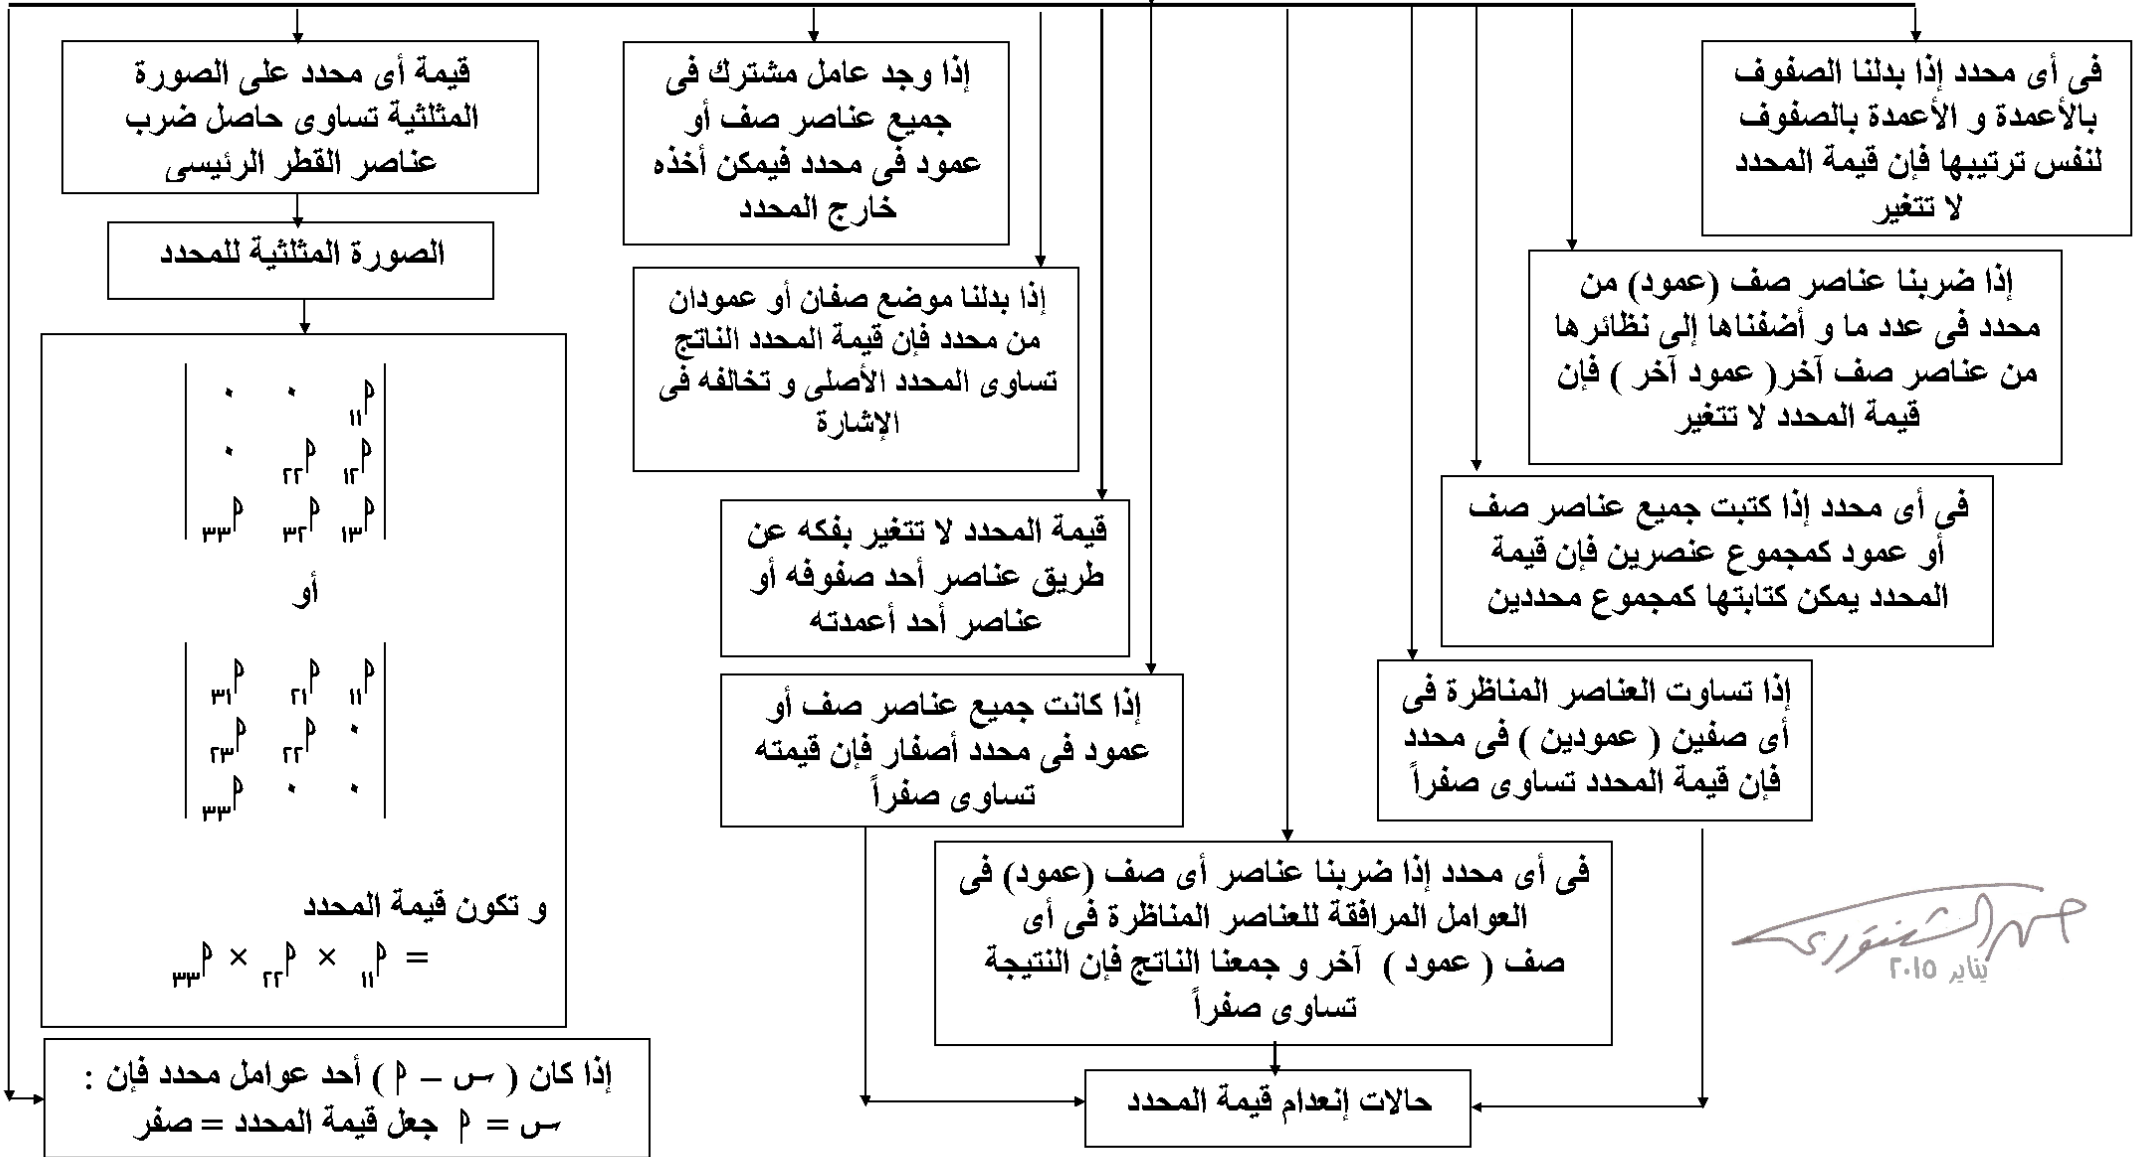 فى أى محدد إذا بدلنا الصفوف
بالأعمدة و الأعمدة بالصفوف
لنفس ترتيبها فإن قيمة المحدد
لا تتغير
إذا ضربنا عناصر صف (عمود) من
محدد فى عدد ما و أضفناها إلى نظائرها
من عناصر صف آخر( عمود آخر ) فإن
قيمة المحدد لا تتغير
فى أى محدد إذا كتبت جميع عناصر صف
أو عمود كمجموع عنصرين فإن قيمة
المحدد يمكن كتابتها كمجموع محددين
إذا تساوت العناصر المناظرة فى
أى صفين ( عمودين ) فى محدد
فإن قيمة المحدد تساوى صفراً
فى أى محدد إذا ضربنا عناصر أى صف (عمود) فى
العوامل المرافقة للعناصر المناظرة فى أى
صف ( عمود ) آخر و جمعنا الناتج فإن النتيجة
تساوى صفراً
إذا كانت جميع عناصر صف أو
عمود فى محدد أصفار فإن قيمته
تساوى صفراً
حالات إنعدام قيمة المحدد
قيمة المحدد لا تتغير بفكه عن
طريق عناصر أحد صفوفه أو
عناصر أحد أعمدته
إذا بدلنا موضع صفان أو عمودان
من محدد فإن قيمة المحدد الناتج
تساوى المحدد الأصلى و تخالفه فى
الإشارة
إذا وجد عامل مشترك فى
جميع عناصر صف أو
عمود فى محدد فيمكن أخذه
خارج المحدد
قيمة أى محدد على الصورة
المثلثية تساوى حاصل ضرب
عناصر القطر الرئيسى
الصورة المثلثية للمحدد
أ١١ ٠ ٠
أ١٢ أ٢٢ ٠
أ١٣ أ٣٢ أ٣٣
أو
أ١١ أ٢١ أ٣١
٠ أ٢٢ أ٢٣
٠ ٠ أ٣٣
و تكون قيمة المحدد
= أ١١ × أ٢٢ × أ٣٣
إذا كان ( س – أ ) أحد عوامل محدد فإن :
س = أ جعل قيمة المحدد = صفر
يناير ٢٠١٥